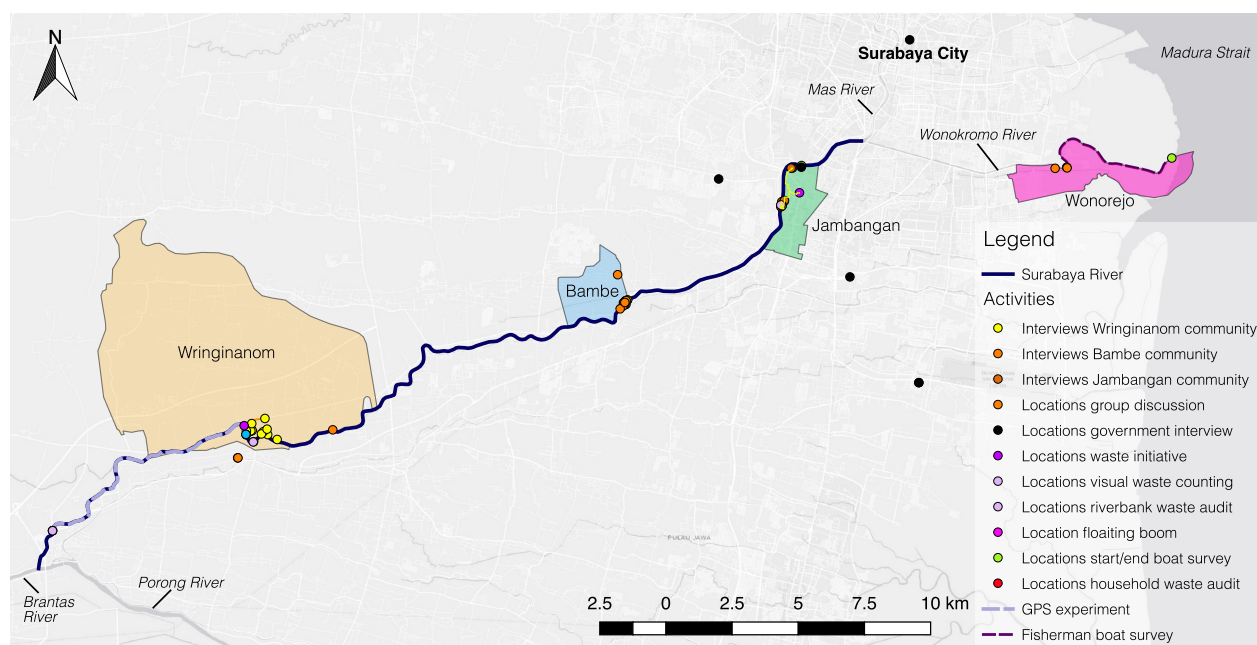 N
Surabaya City
Madura Strait
Mas River
Wonokromo River
Wonorejo
Jambangan
Bambe
Wringinanom
PULAU JAWA
Porong River
Brantas
River
2.5 0 2.5 5 7.5 10 km
Legend
Surabaya River
Activities
Interviews Wringinanom community
Interviews Bambe community
Interviews Jambangan community
Locations group discussion
Locations government interview
Locations waste initiative
Locations visual waste counting
Locations riverbank waste audit
Location floaiting boom
Locations start/end boat survey
Locations household waste audit
GPS experiment
Fisherman boat survey